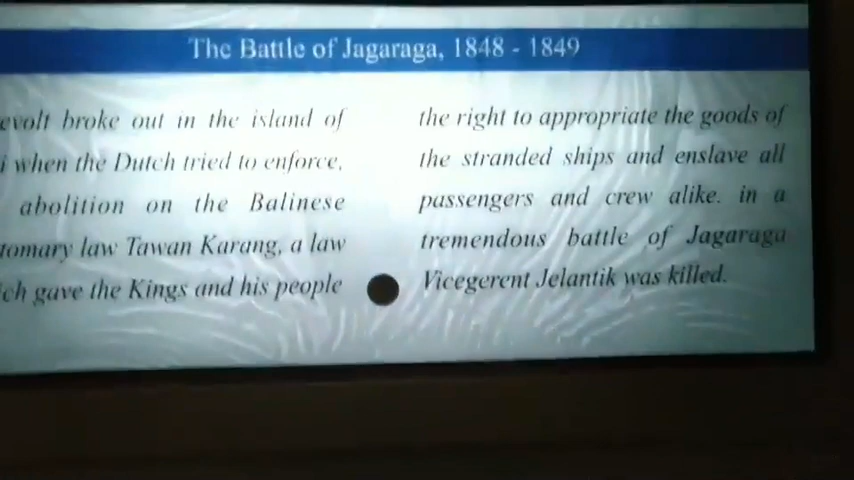 The Battle of Jagaraga, 1848 - 1849
evolt broke out in the island of
i when the Dutch tried to enforce,
abolition on the Balinese
tomary law Tawan Karang, a law
ch gave the Kings and his people
the right to appropriate the goods of
the stranded ships and enslave all
passengers and crew alike. in a
tremendous battle of Jagaraga
Vicegerent Jelantik was killed.